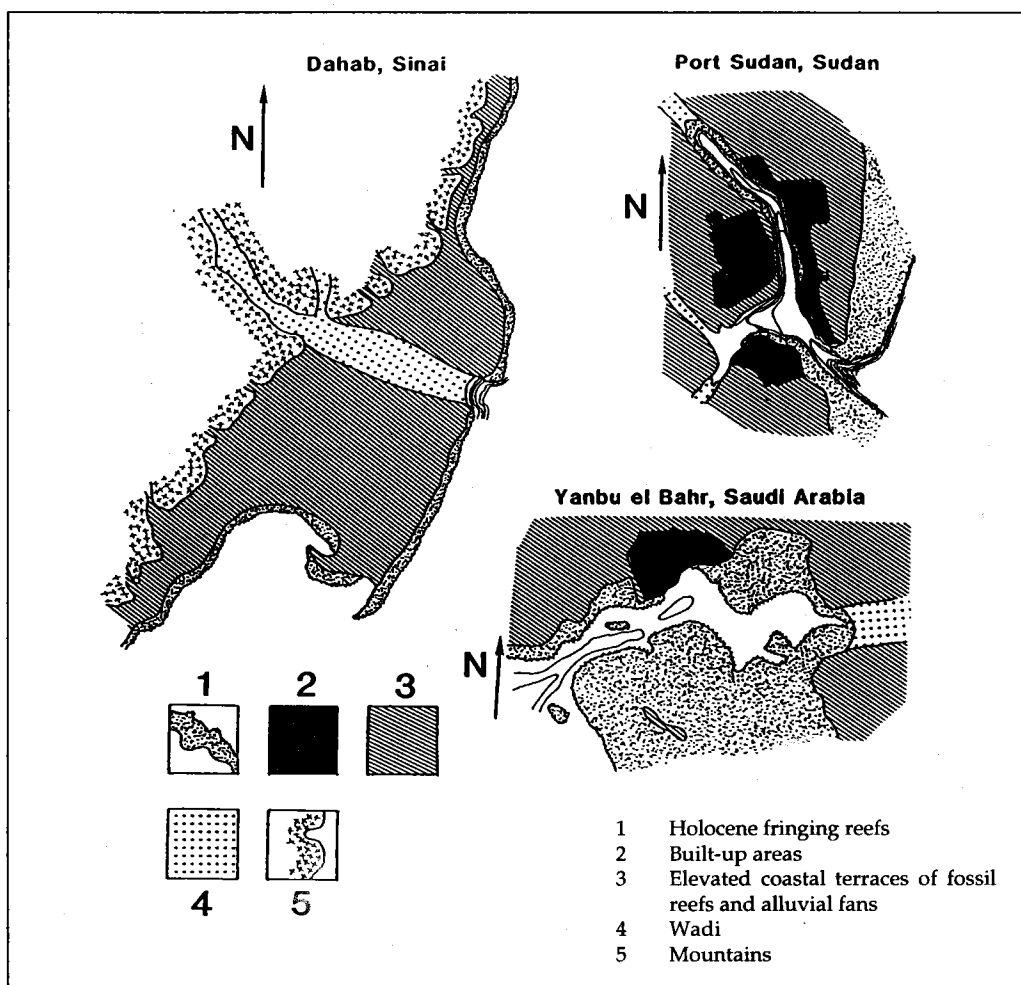 Dahab, Sinai
N
Port Sudan, Sudan
N
Yanbu el Bahr, Saudi Arabia
N
1 2 3
4 5
1 Holocene fringing reefs
2 Built-up areas
3 Elevated coastal terraces of fossil
reefs and alluvial fans
4 Wadi
5 Mountains